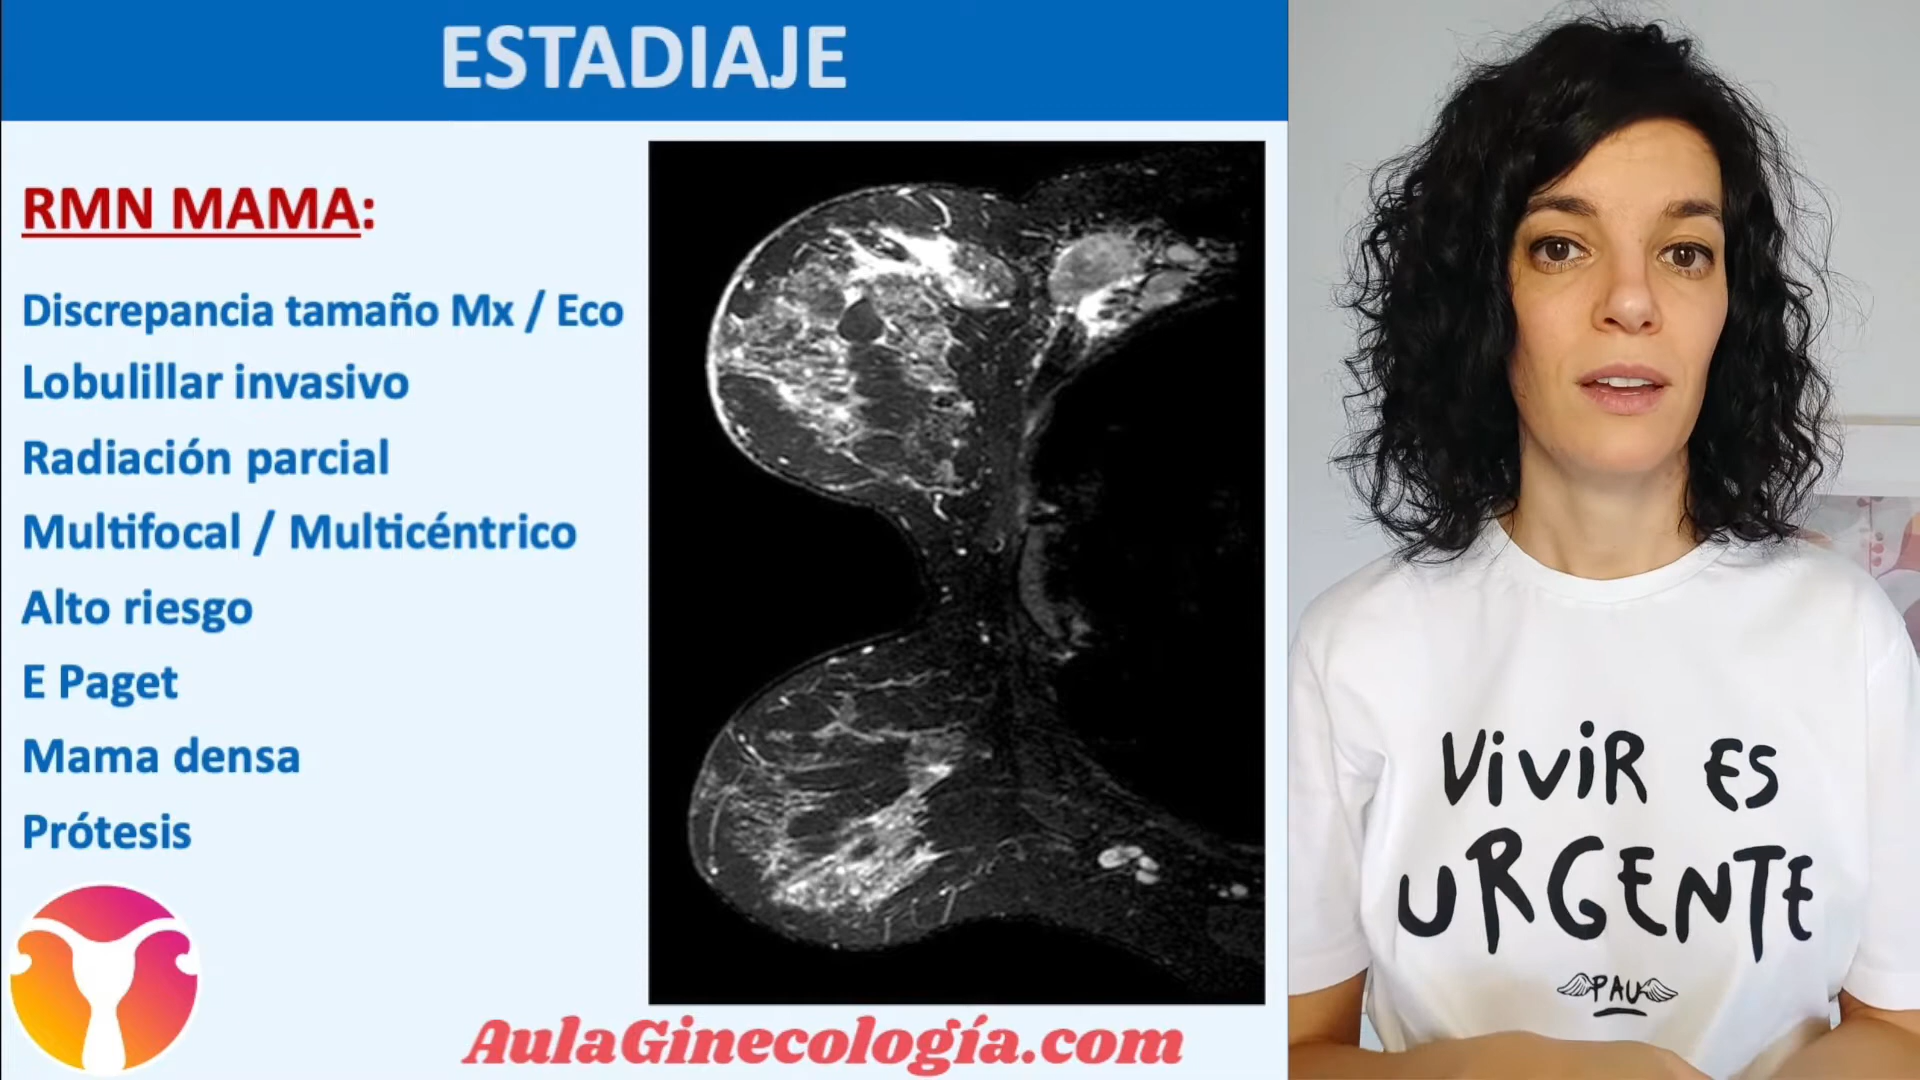 ESTADIAJE
RMN MAMA:
Discrepancia tamaño Mx / Eco
Lobulillar invasivo
Radiación parcial
Multifocal / Multicéntrico
Alto riesgo
E Paget
Mama densa
Prótesis
AulaGinecología.com
ViViR ES
URGENTE
PAU